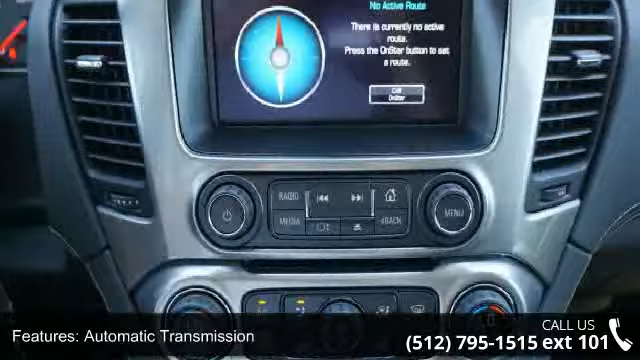 No Active Route
There is currently no active
route.
Press the OnStar button to set
a route.
Call
OnStar
RADIO
MEDIA
BACK
MENU
Features: Automatic Transmission
CALL US
(512) 795-1515 ext 101